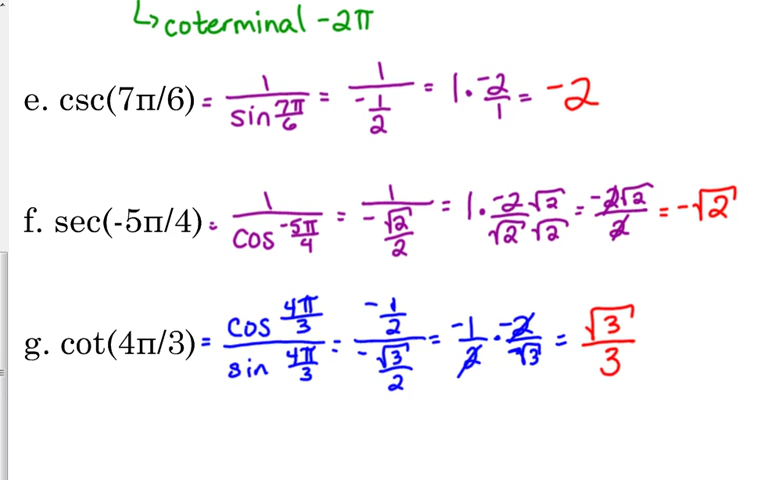 ↳ coterminal -2π
e. csc(7π/6) = 1/(sin 7π/6) = 1/(-1/2) = 1 · -2/1 = -2
f. sec(-5π/4) = 1/(cos -5π/4) = 1/(-√2/2) = 1 · -2/√2 √2/√2 = -2√2/2 = -√2
g. cot(4π/3) = (cos 4π/3)/(sin 4π/3) = (-1/2)/(-√3/2) = -1/2 · -2/√3 = √3/3